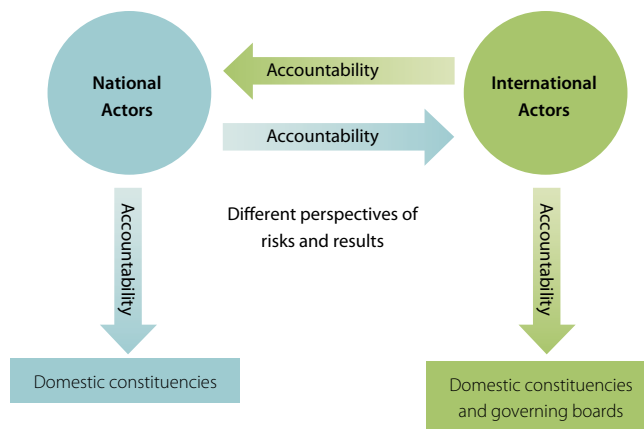 National
Actors
Accountability
International
Actors
Accountability
Different perspectives of
risks and results
Accountability
Accountability
Domestic constituencies
Domestic constituencies
and governing boards